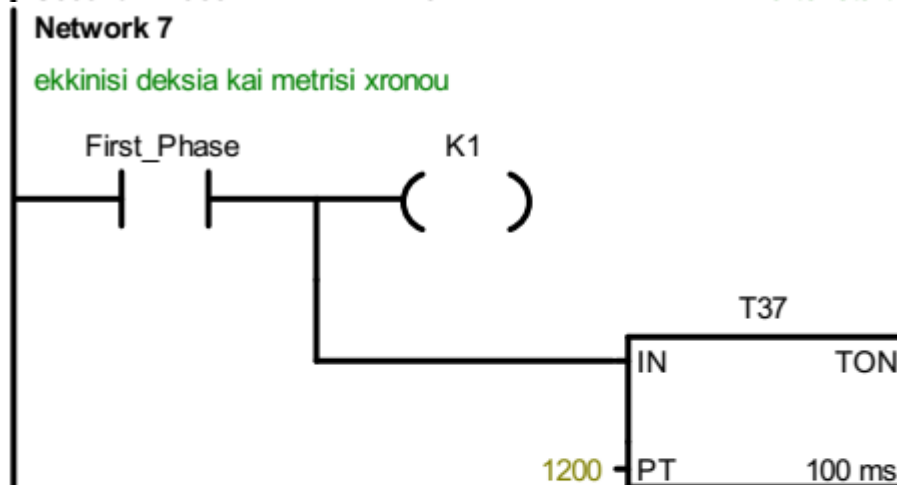 Network 7
ekkinisi deksia kai metrisi xronou
First_Phase K1
T37
IN TON
1200 PT 100 ms